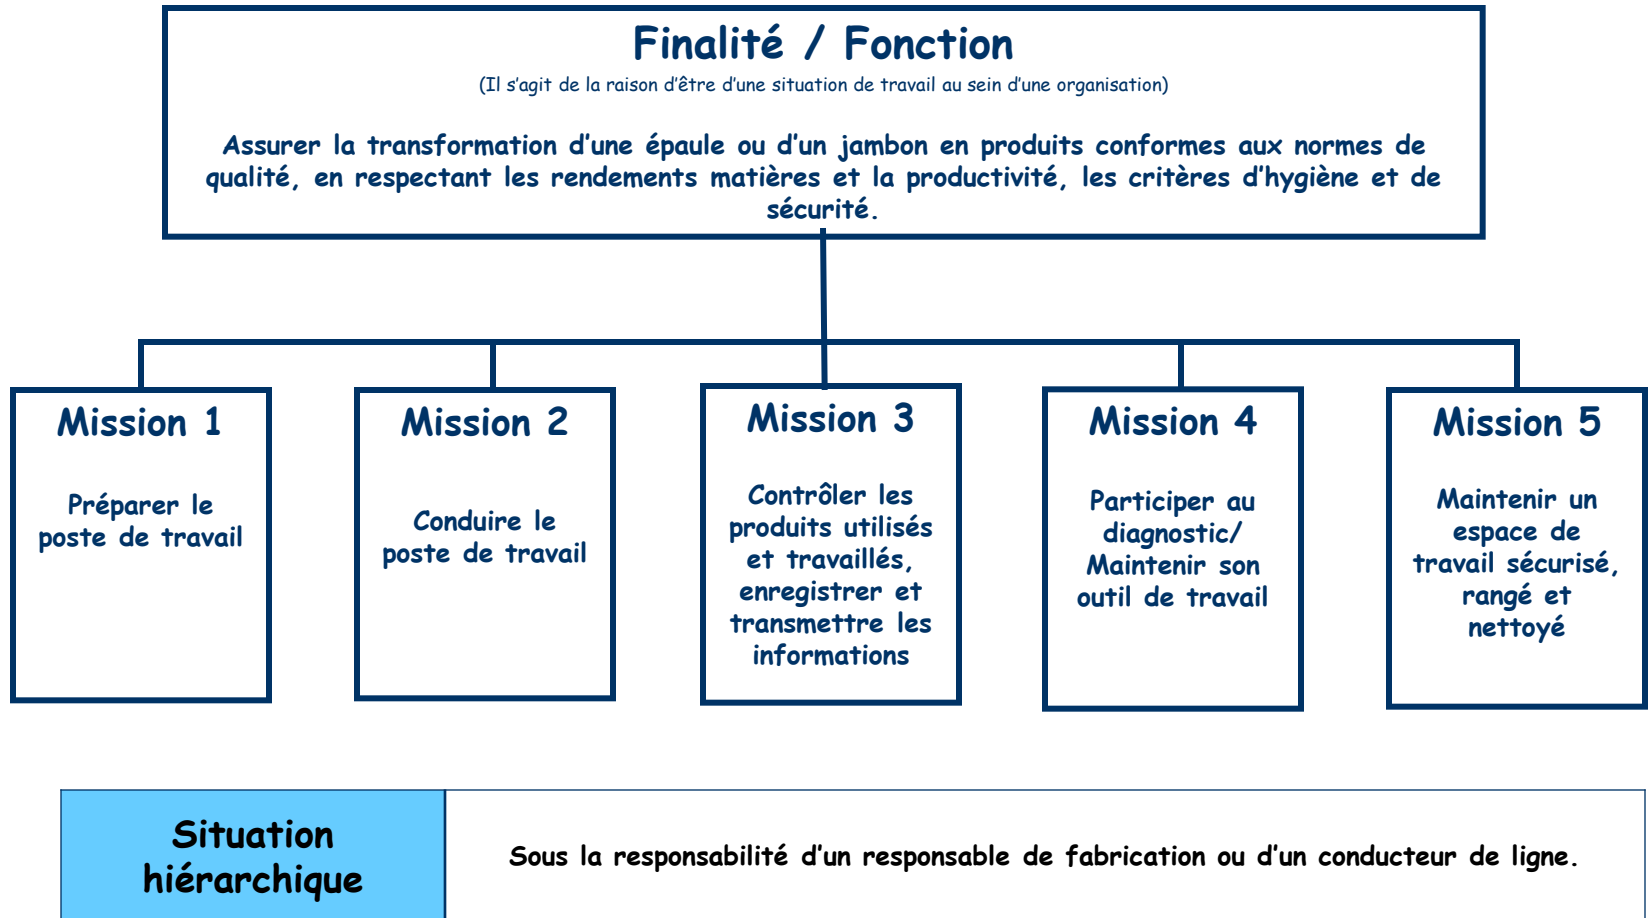 Finalité / Fonction
(Il s’agit de la raison d’être d’une situation de travail au sein d’une organisation)
Assurer la transformation d’une épaule ou d’un jambon en produits conformes aux normes de
qualité, en respectant les rendements matières et la productivité, les critères d’hygiène et de
sécurité.
Mission 1
Préparer le
poste de travail
Mission 2
Conduire le
poste de travail
Mission 3
Contrôler les
produits utilisés
et travaillés,
enregistrer et
transmettre les
informations
Mission 4
Participer au
diagnostic/
Maintenir son
outil de travail
Mission 5
Maintenir un
espace de
travail sécurisé,
rangé et
nettoyé
Situation
hiérarchique
Sous la responsabilité d’un responsable de fabrication ou d’un conducteur de ligne.